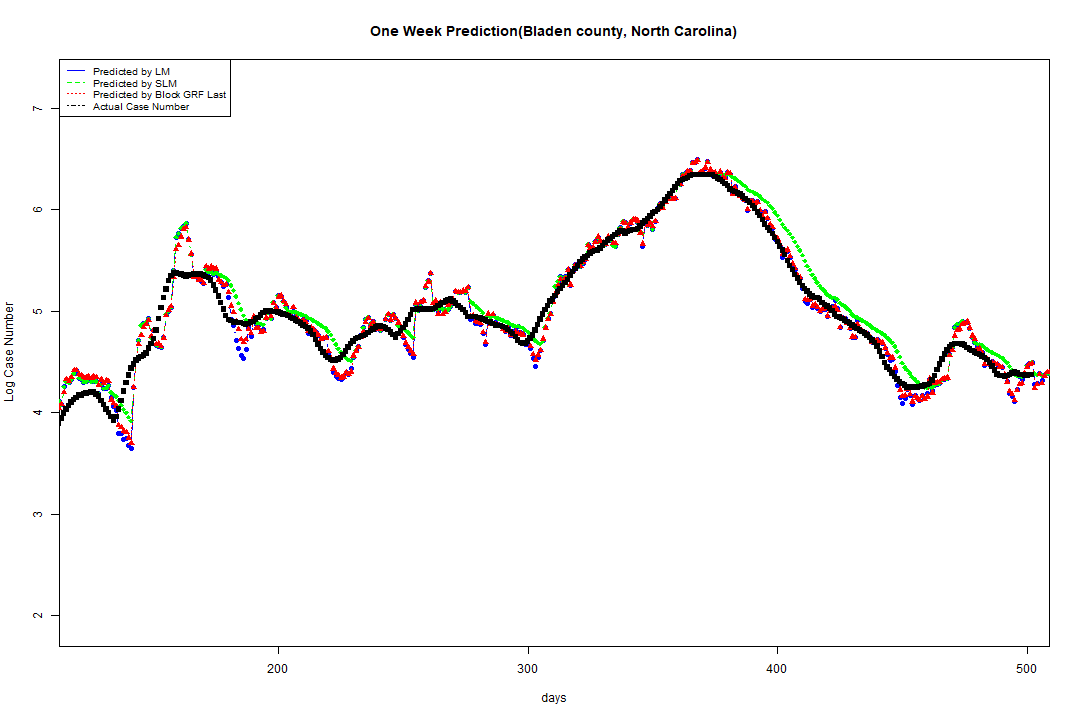 One Week Prediction(Bladen county, North Carolina)
Predicted by LM
Predicted by SLM
Predicted by Block GRF Last
Actual Case Number
7
6
5
4
3
2
Log Case Number
200 300 400 500
days